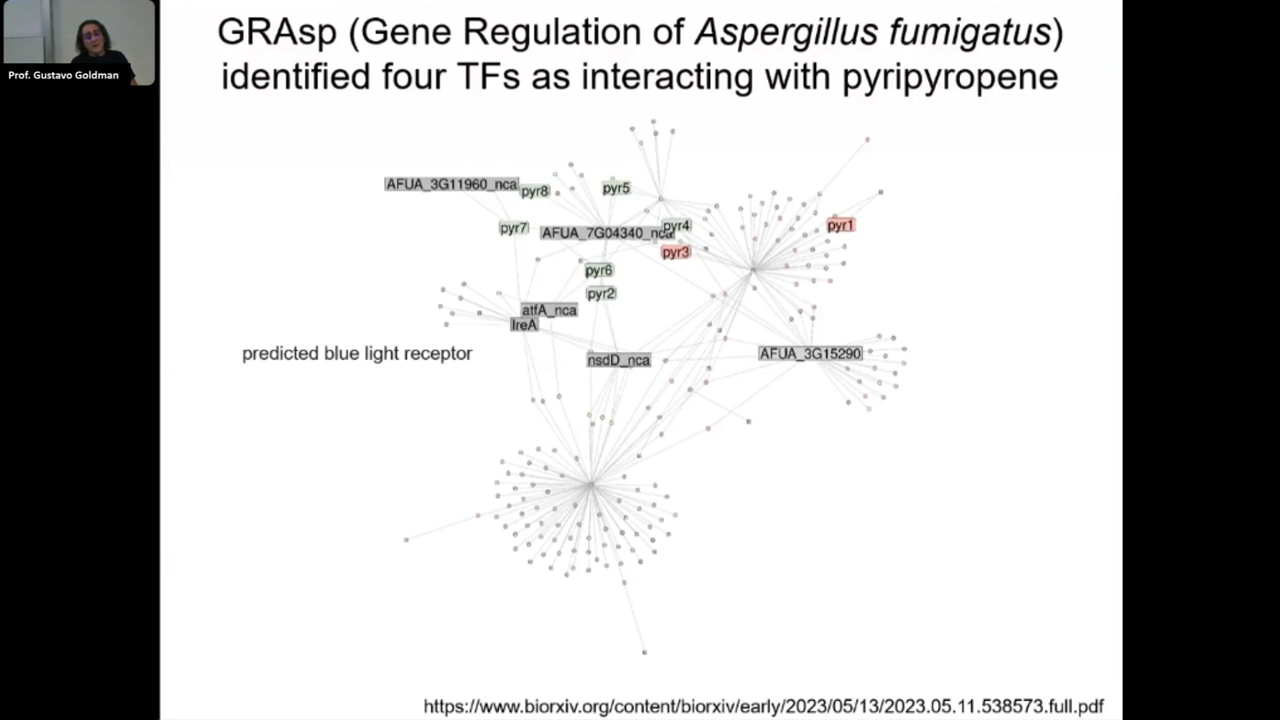 Prof. Gustavo Goldman
GRAsp (Gene Regulation of Aspergillus fumigatus)
identified four TFs as interacting with pyripyropene
AFUA_3G11960_nca
pyr8
pyr5
pyr7
AFUA_7G04340_nca
pyr4
pyr1
pyr3
pyr6
pyr2
atfA_nca
lreA
predicted blue light receptor
nsdD_nca
AFUA_3G15290
https://www.biorxiv.org/content/biorxiv/early/2023/05/13/2023.05.11.538573.full.pdf